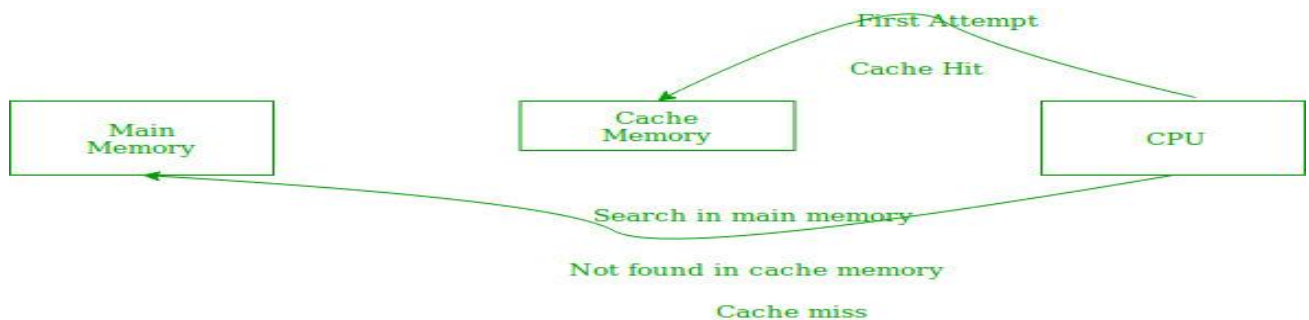 First Attempt
Cache Hit
Main
Memory
Cache
Memory
CPU
Search in main memory
Not found in cache memory
Cache miss